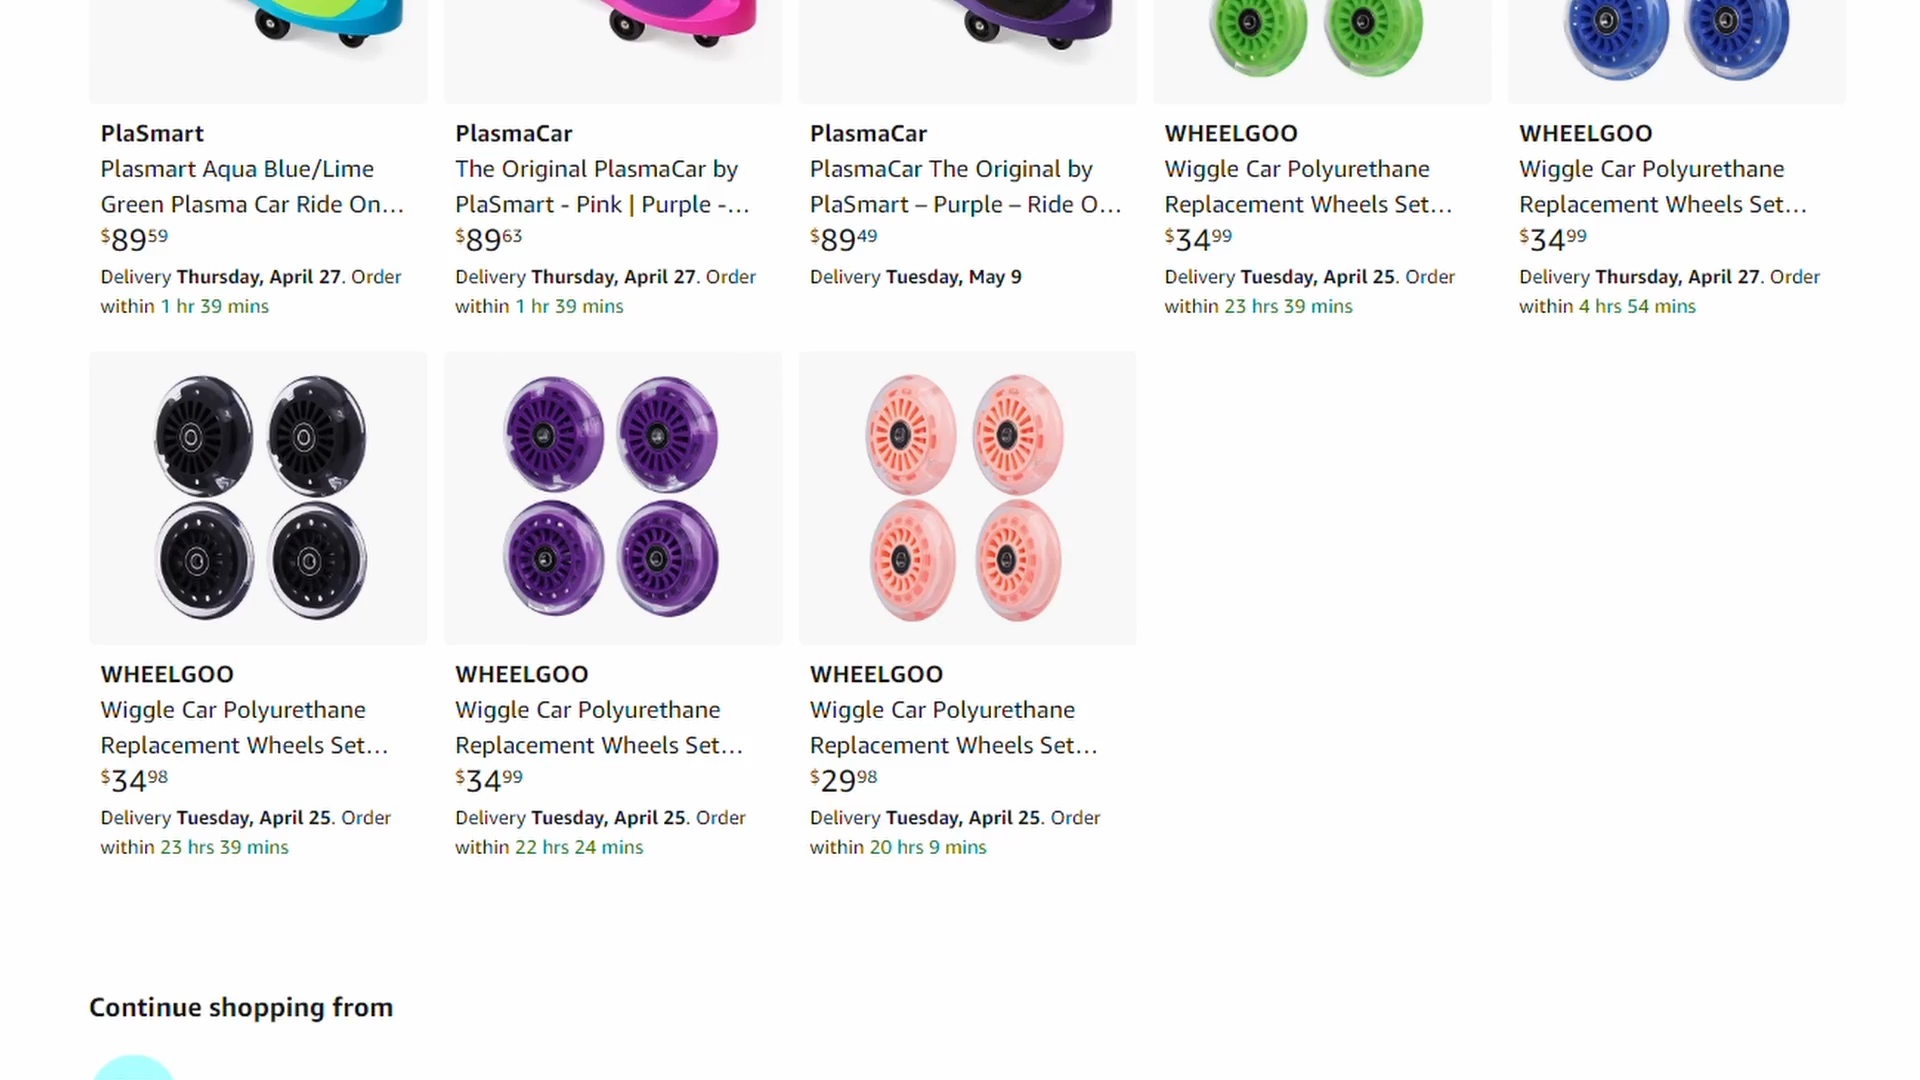 PlaSmart
Plasmart Aqua Blue/Lime
Green Plasma Car Ride On...
$89 59
Delivery Thursday, April 27. Order
within 1 hr 39 mins
PlasmaCar
The Original PlasmaCar by
PlaSmart - Pink | Purple -...
$89 63
Delivery Thursday, April 27. Order
within 1 hr 39 mins
PlasmaCar
PlasmaCar The Original by
PlaSmart – Purple – Ride O...
$89 49
Delivery Tuesday, May 9
WHEELGOO
Wiggle Car Polyurethane
Replacement Wheels Set...
$34 99
Delivery Tuesday, April 25. Order
within 23 hrs 39 mins
WHEELGOO
Wiggle Car Polyurethane
Replacement Wheels Set...
$34 99
Delivery Thursday, April 27. Order
within 4 hrs 54 mins
WHEELGOO
Wiggle Car Polyurethane
Replacement Wheels Set...
$34 98
Delivery Tuesday, April 25. Order
within 23 hrs 39 mins
WHEELGOO
Wiggle Car Polyurethane
Replacement Wheels Set...
$34 99
Delivery Tuesday, April 25. Order
within 22 hrs 24 mins
WHEELGOO
Wiggle Car Polyurethane
Replacement Wheels Set...
$29 98
Delivery Tuesday, April 25. Order
within 20 hrs 9 mins
Continue shopping from